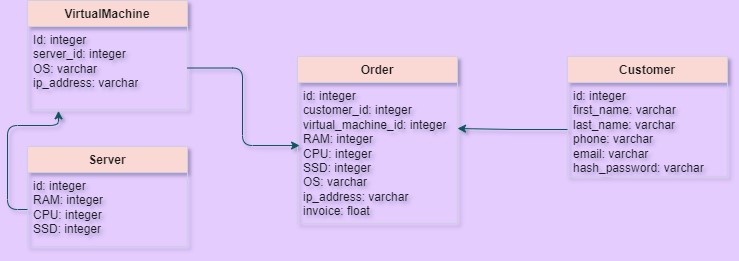 VirtualMachine
Id: integer
server_id: integer
OS: varchar
ip_address: varchar
Server
id: integer
RAM: integer
CPU: integer
SSD: integer
Order
id: integer
customer_id: integer
virtual_machine_id: integer
RAM: integer
CPU: integer
SSD: integer
OS: varchar
ip_address: varchar
invoice: float
Customer
id: integer
first_name: varchar
last_name: varchar
phone: varchar
email: varchar
hash_password: varchar